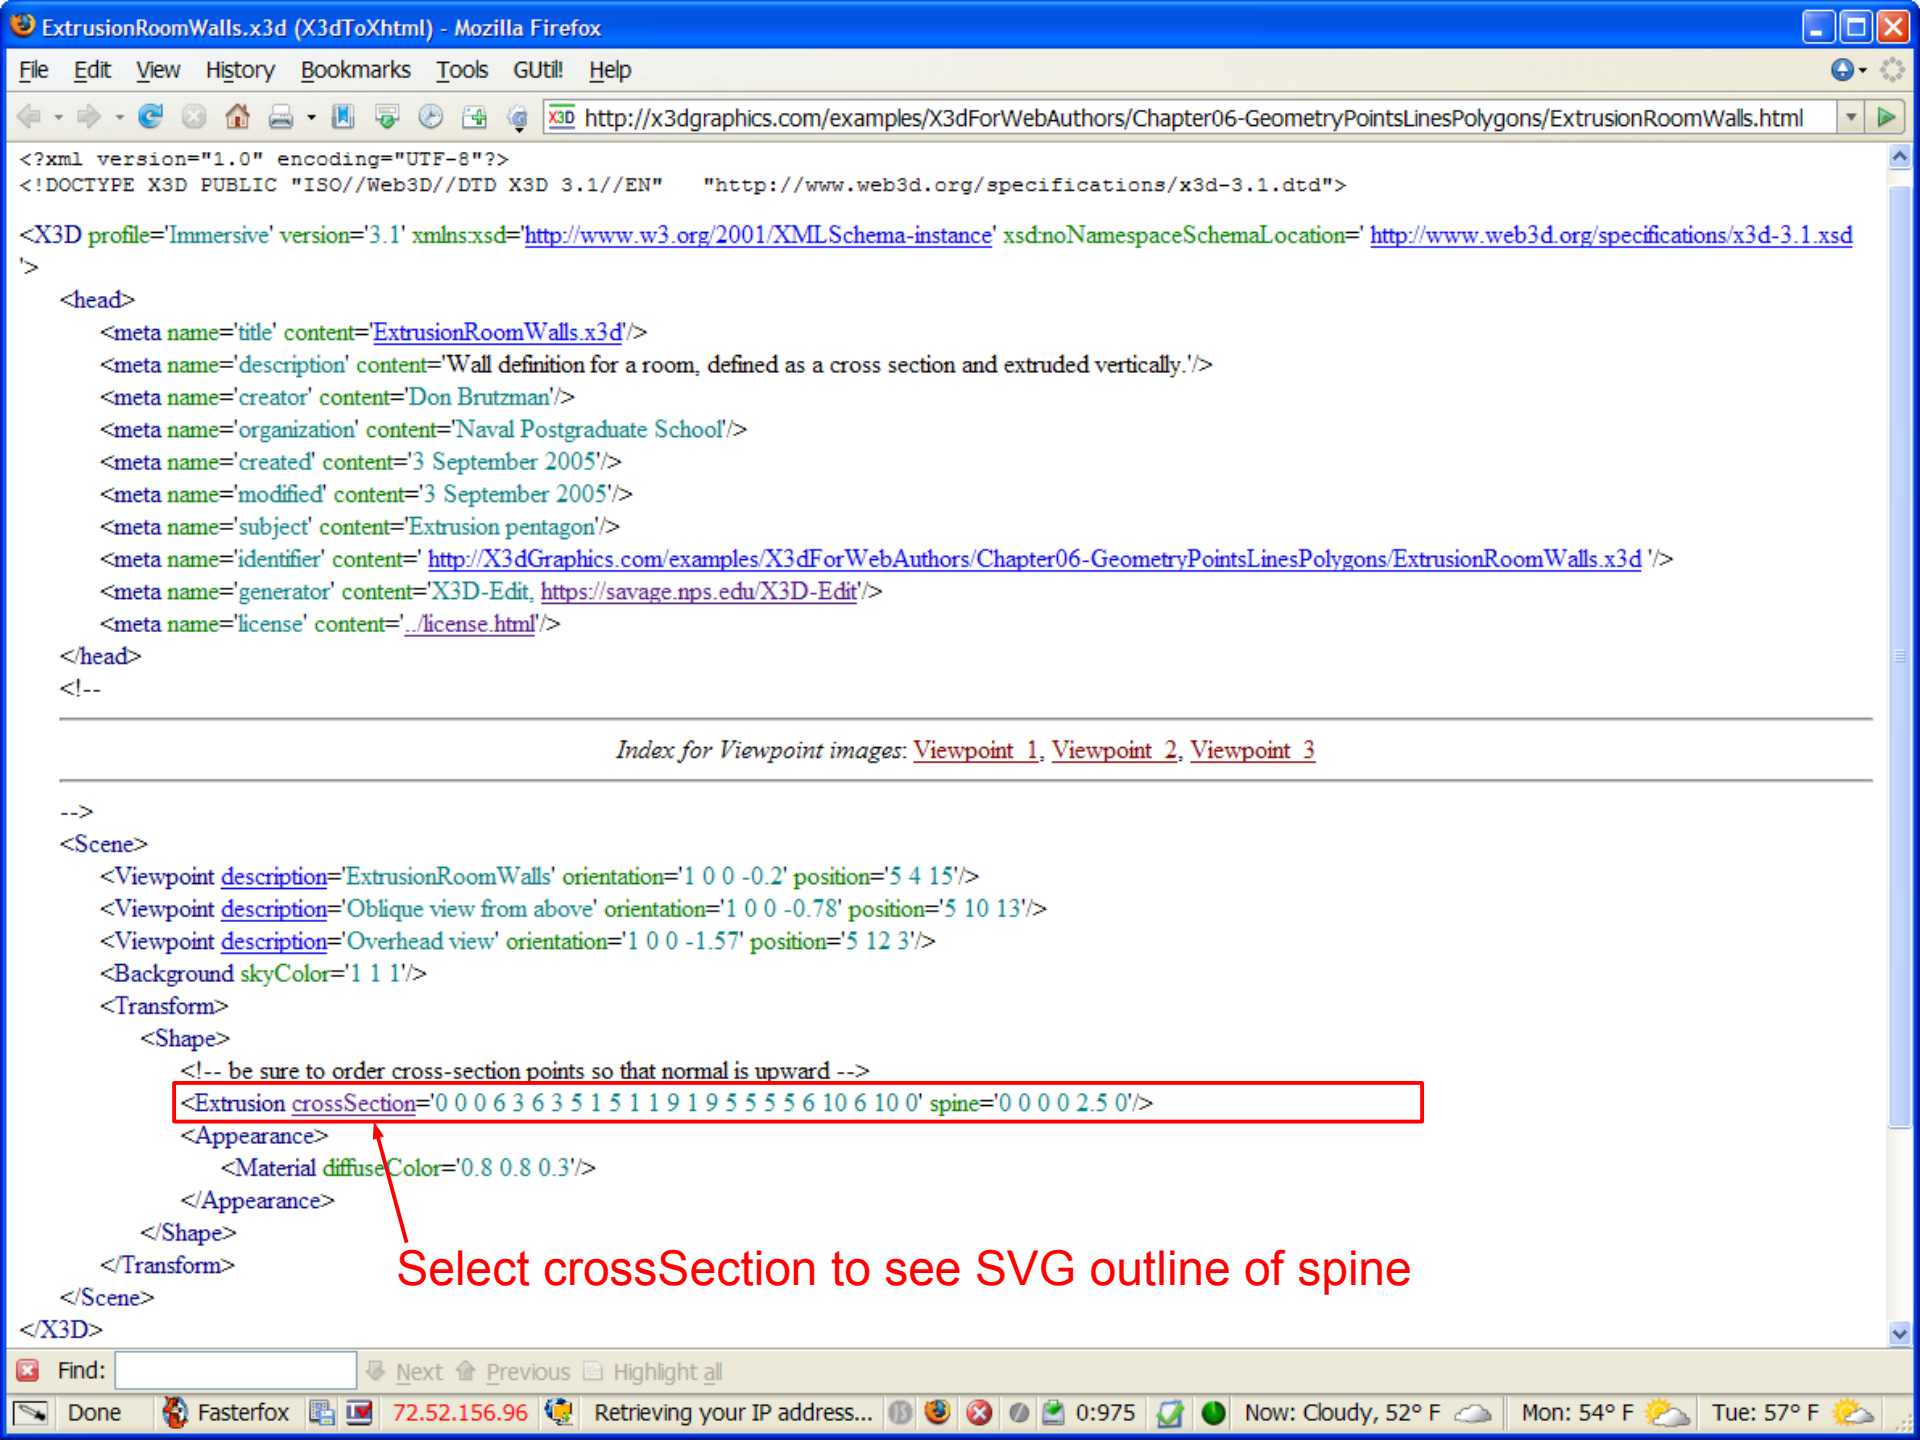 ExtrusionRoomWalls.x3d (X3dToXhtml) - Mozilla Firefox
File Edit View History Bookmarks Tools GUtil! Help
X3D http://x3dgraphics.com/examples/X3dForWebAuthors/Chapter06-GeometryPointsLinesPolygons/ExtrusionRoomWalls.html
<?xml version="1.0" encoding="UTF-8"?>
<!DOCTYPE X3D PUBLIC "ISO//Web3D//DTD X3D 3.1//EN"   "http://www.web3d.org/specifications/x3d-3.1.dtd">
<X3D profile='Immersive' version='3.1' xmlns:xsd='http://www.w3.org/2001/XMLSchema-instance' xsd:noNamespaceSchemaLocation=' http://www.web3d.org/specifications/x3d-3.1.xsd
'>
<head>
<meta name='title' content='ExtrusionRoomWalls.x3d'/>
<meta name='description' content='Wall definition for a room, defined as a cross section and extruded vertically.'/>
<meta name='creator' content='Don Brutzman'/>
<meta name='organization' content='Naval Postgraduate School'/>
<meta name='created' content='3 September 2005'/>
<meta name='modified' content='3 September 2005'/>
<meta name='subject' content='Extrusion pentagon'/>
<meta name='identifier' content=' http://X3dGraphics.com/examples/X3dForWebAuthors/Chapter06-GeometryPointsLinesPolygons/ExtrusionRoomWalls.x3d '/>
<meta name='generator' content='X3D-Edit, https://savage.nps.edu/X3D-Edit'/>
<meta name='license' content='../license.html'/>
</head>
<!--
Index for Viewpoint images: Viewpoint_1, Viewpoint_2, Viewpoint_3
-->
<Scene>
<Viewpoint description='ExtrusionRoomWalls' orientation='1 0 0 -0.2' position='5 4 15'/>
<Viewpoint description='Oblique view from above' orientation='1 0 0 -0.78' position='5 10 13'/>
<Viewpoint description='Overhead view' orientation='1 0 0 -1.57' position='5 12 3'/>
<Background skyColor='1 1 1'/>
<Transform>
<Shape>
<!-- be sure to order cross-section points so that normal is upward -->
<Extrusion crossSection='0 0 0 6 3 6 3 5 1 5 1 1 9 1 9 5 5 5 5 6 10 6 10 0' spine='0 0 0 0 2.5 0'/>
<Appearance>
<Material diffuseColor='0.8 0.8 0.3'/>
</Appearance>
</Shape>
</Transform>
Select crossSection to see SVG outline of spine
</Scene>
</X3D>
Find: Next Previous Highlight all
Done Fasterfox 72.52.156.96 Retrieving your IP address... 0:975 Now: Cloudy, 52° F Mon: 54° F Tue: 57° F